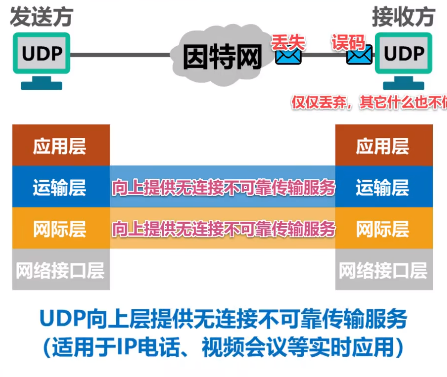 发送方
接收方
UDP
因特网
丢失
误码
UDP
仅仅丢弃，其它什么也不
应用层
应用层
运输层
向上提供无连接不可靠传输服务
运输层
网际层
向上提供无连接不可靠传输服务
网际层
网络接口层
网络接口层
UDP向上层提供无连接不可靠传输服务
（适用于IP电话、视频会议等实时应用）